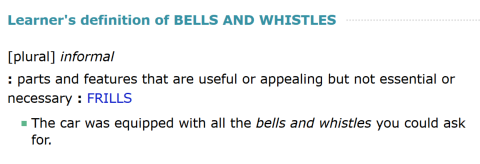 Learner's definition of BELLS AND WHISTLES
[plural] informal
: parts and features that are useful or appealing but not essential or
necessary : FRILLS
▪ The car was equipped with all the bells and whistles you could ask
for.